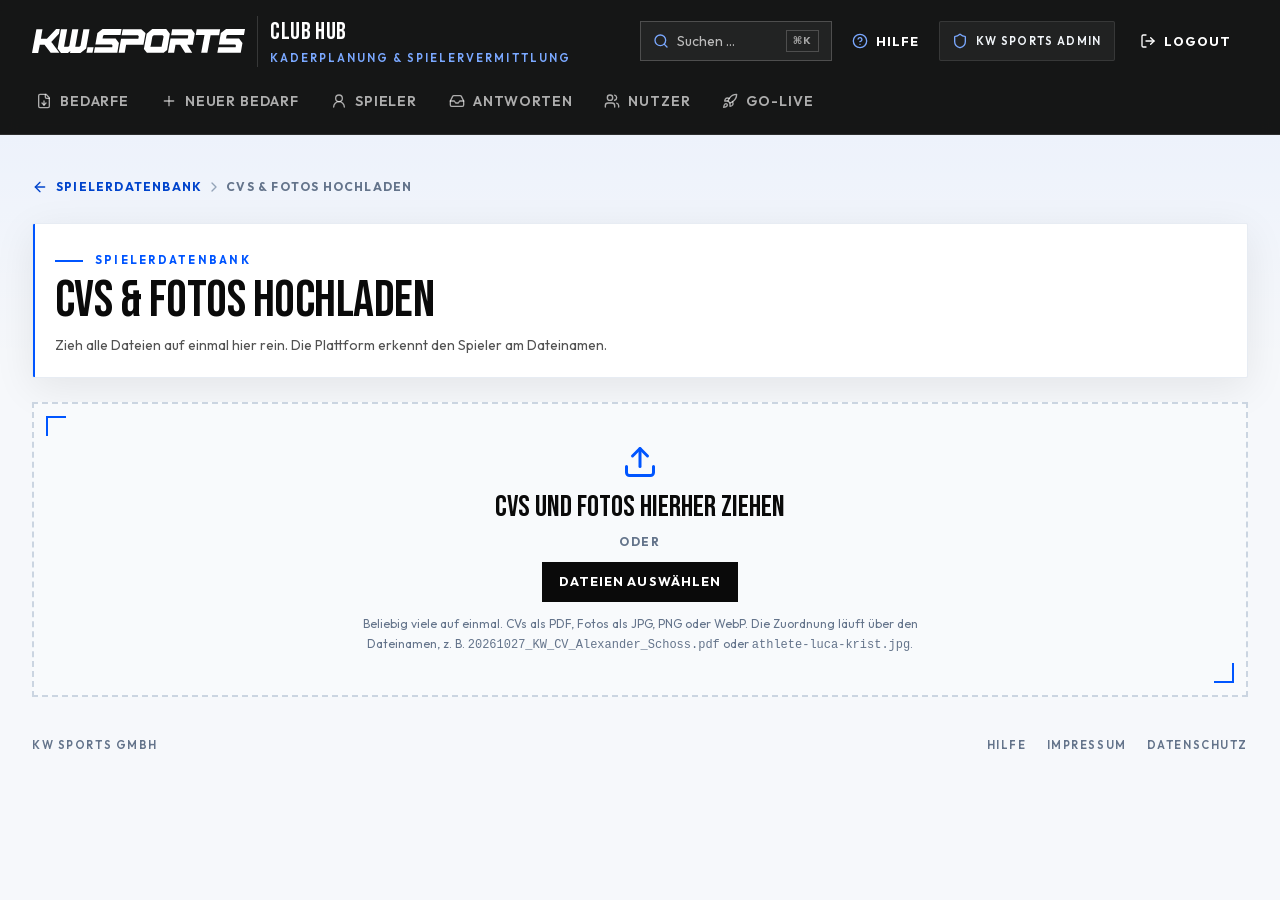 KW.SPORTS
CLUB HUB
KADERPLANUNG & SPIELERVERMITTLUNG
Suchen ...
⌘K
HILFE
KW SPORTS ADMIN
LOGOUT
BEDARFE
NEUER BEDARF
SPIELER
ANTWORTEN
NUTZER
GO-LIVE
SPIELERDATENBANK
CVS & FOTOS HOCHLADEN
SPIELERDATENBANK
CVS & FOTOS HOCHLADEN
Zieh alle Dateien auf einmal hier rein. Die Plattform erkennt den Spieler am Dateinamen.
CVS UND FOTOS HIERHER ZIEHEN
ODER
DATEIEN AUSWÄHLEN
Beliebig viele auf einmal. CVs als PDF, Fotos als JPG, PNG oder WebP. Die Zuordnung läuft über den
Dateinamen, z. B. 20261027_KW_CV_Alexander_Schoss.pdf oder athlete-luca-krist.jpg.
KW SPORTS GMBH
HILFE
IMPRESSUM
DATENSCHUTZ